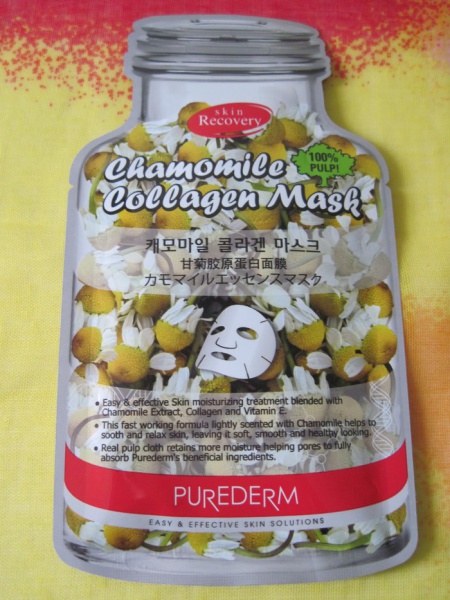 skin
Recovery
Chamomile
Collagen Mask
100%
PULP!
캐모마일 콜라겐 마스크
甘菊胶原蛋白面膜
カモマイルエッセンスマスク
• Easy & effective Skin moisturizing treatment blended with
Chamomile Extract, Collagen and Vitamin E.
• This fast working formula lightly scented with Chamomile helps to
sooth and relax skin, leaving it soft, smooth and healthy looking.
• Real pulp cloth retains more moisture helping pores to fully
absorb Purederm's beneficial ingredients.
PUREDERM
EASY & EFFECTIVE SKIN SOLUTIONS